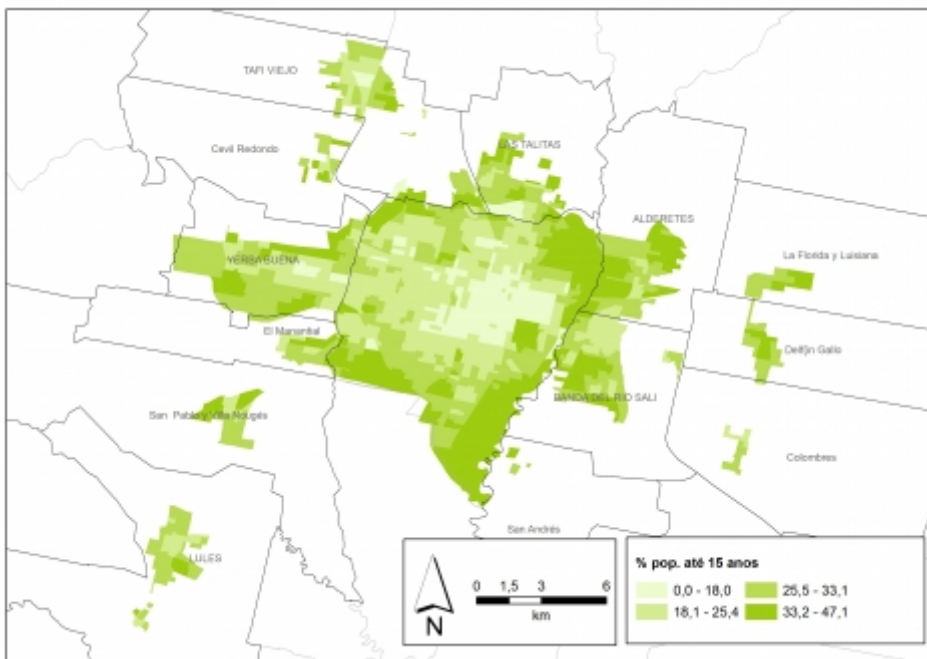 TAFI VIEJO
Cevil Redondo
LAS TALITAS
ALDERETES
La Florida y Luisiana
YERBA BUENA
El Manantial
Delfin Gallo
BANDA DEL RIO SALI
San Pablo y Villa Nougés
Colombres
San Andrés
LULES
N
0 1,5 3 6
km
% pop. até 15 anos
0,0 - 18,0
18,1 - 25,4
25,5 - 33,1
33,2 - 47,1